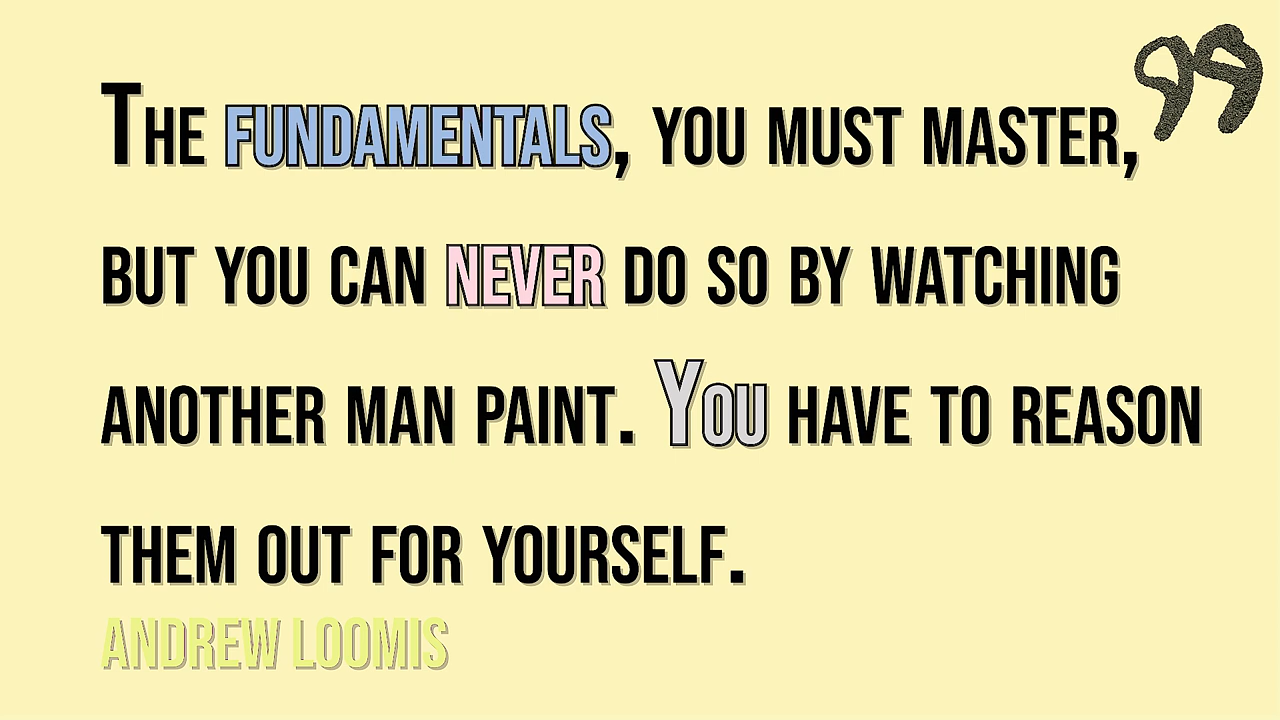 The fundamentals, you must master,
but you can never do so by watching
another man paint. You have to reason
them out for yourself.
ANDREW LOOMIS